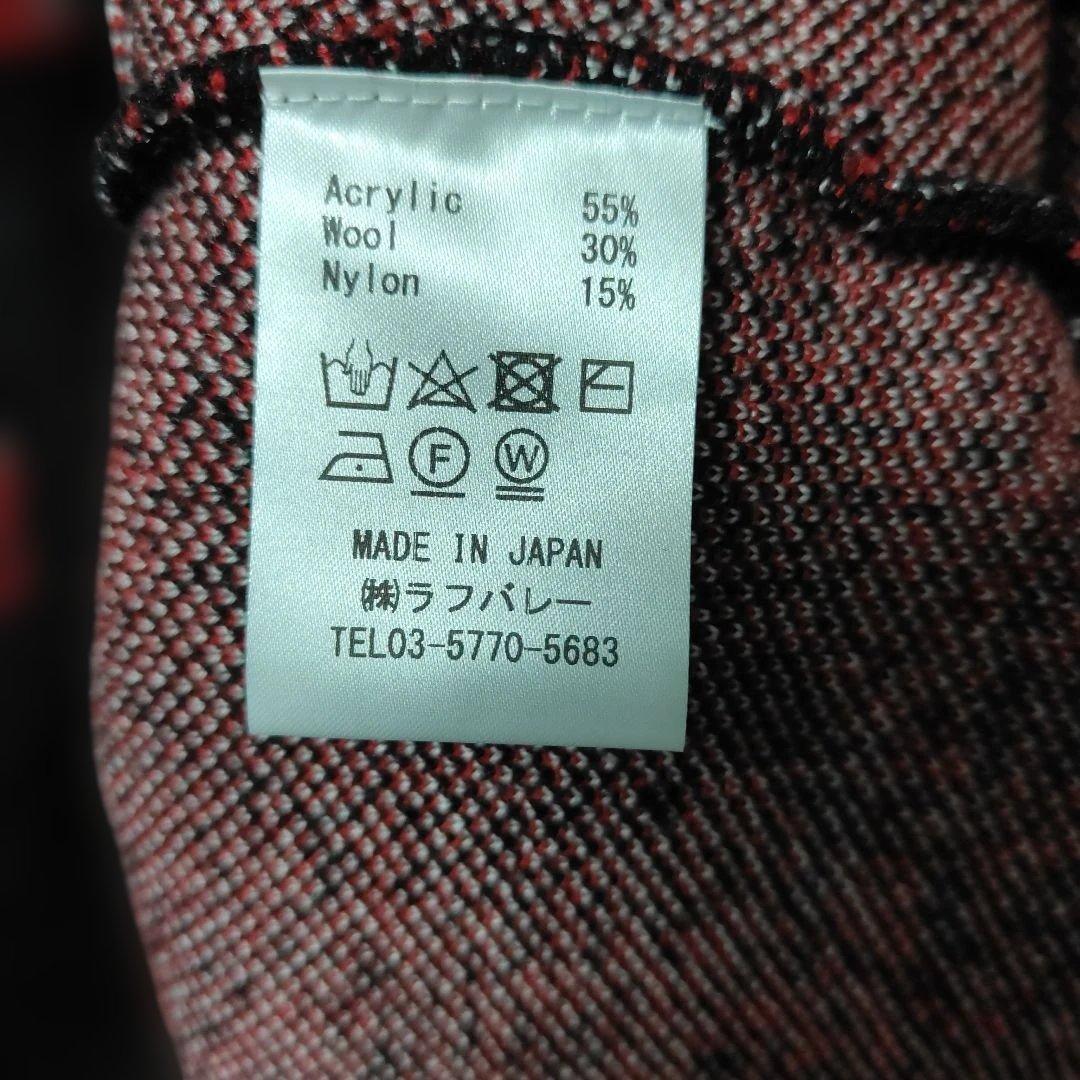 Acrylic 55%
Wool 30%
Nylon 15%
F W
MADE IN JAPAN
㈱ラフバレー
TEL03-5770-5683